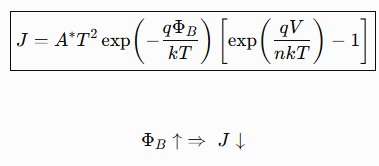 J = A*T² exp(−qΦ_B/kT) [exp(qV/nkT) − 1]
Φ_B ↑ ⇒ J ↓